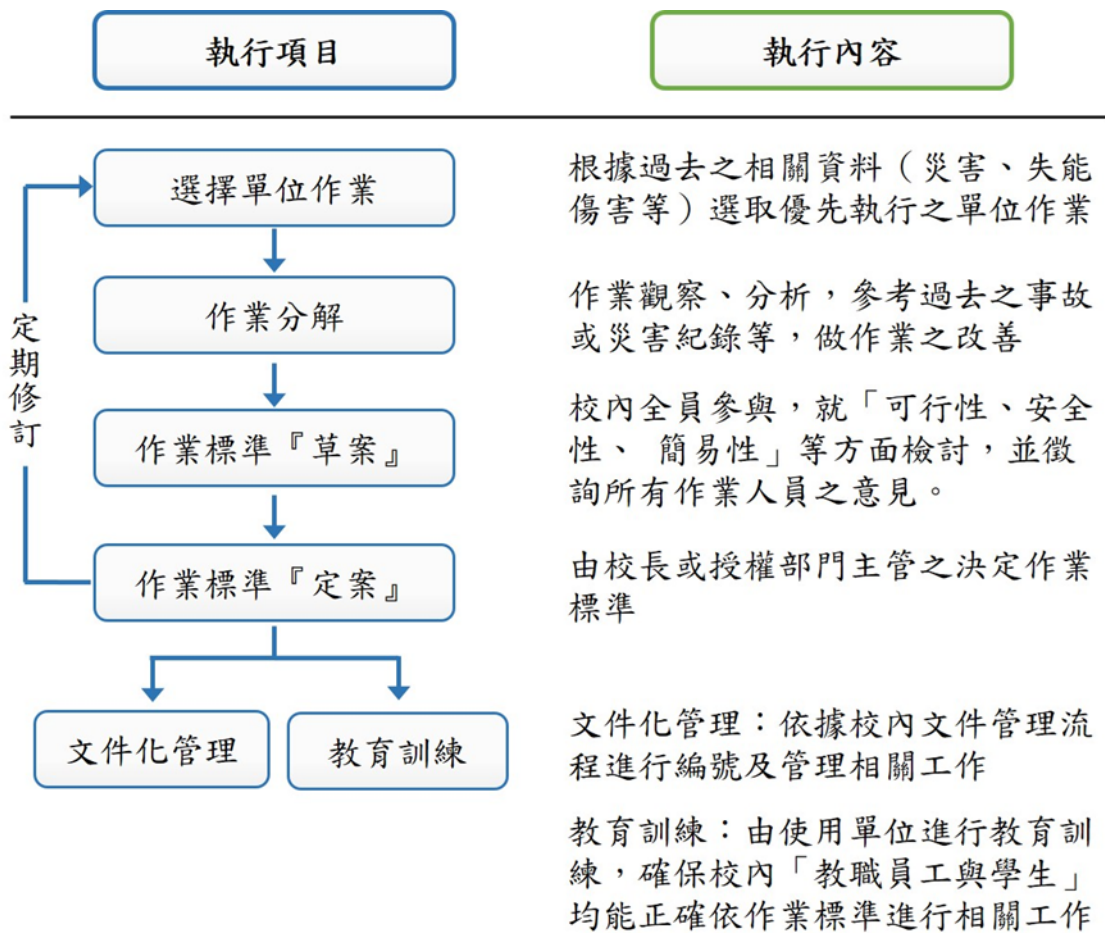 執行項目
執行內容
選擇單位作業
根據過去之相關資料（災害、失能
傷害等）選取優先執行之單位作業
作業分解
作業觀察、分析，參考過去之事故
或災害紀錄等，做作業之改善
定期修訂
作業標準『草案』
校內全員參與，就「可行性、安全
性、 簡易性」等方面檢討，並徵
詢所有作業人員之意見。
作業標準『定案』
由校長或授權部門主管之決定作業
標準
文件化管理
教育訓練
文件化管理：依據校內文件管理流
程進行編號及管理相關工作
教育訓練：由使用單位進行教育訓
練，確保校內「教職員工與學生」
均能正確依作業標準進行相關工作